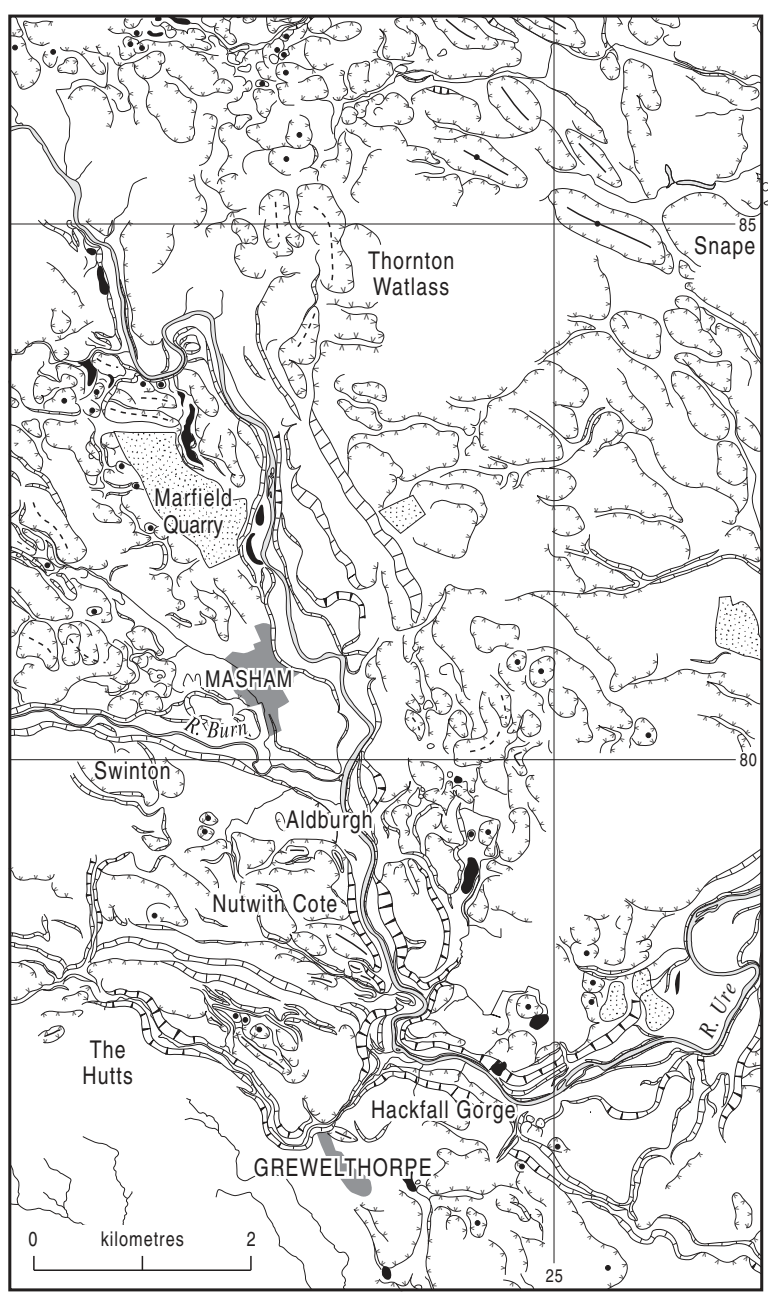 85
Snape
Thornton
Watlass
Marfield
Quarry
MASHAM
R. Burn
80
Swinton
Aldburgh
Nutwith Cote
R. Ure
The
Hutts
Hackfall Gorge
GREWELTHORPE
0 kilometres 2
25